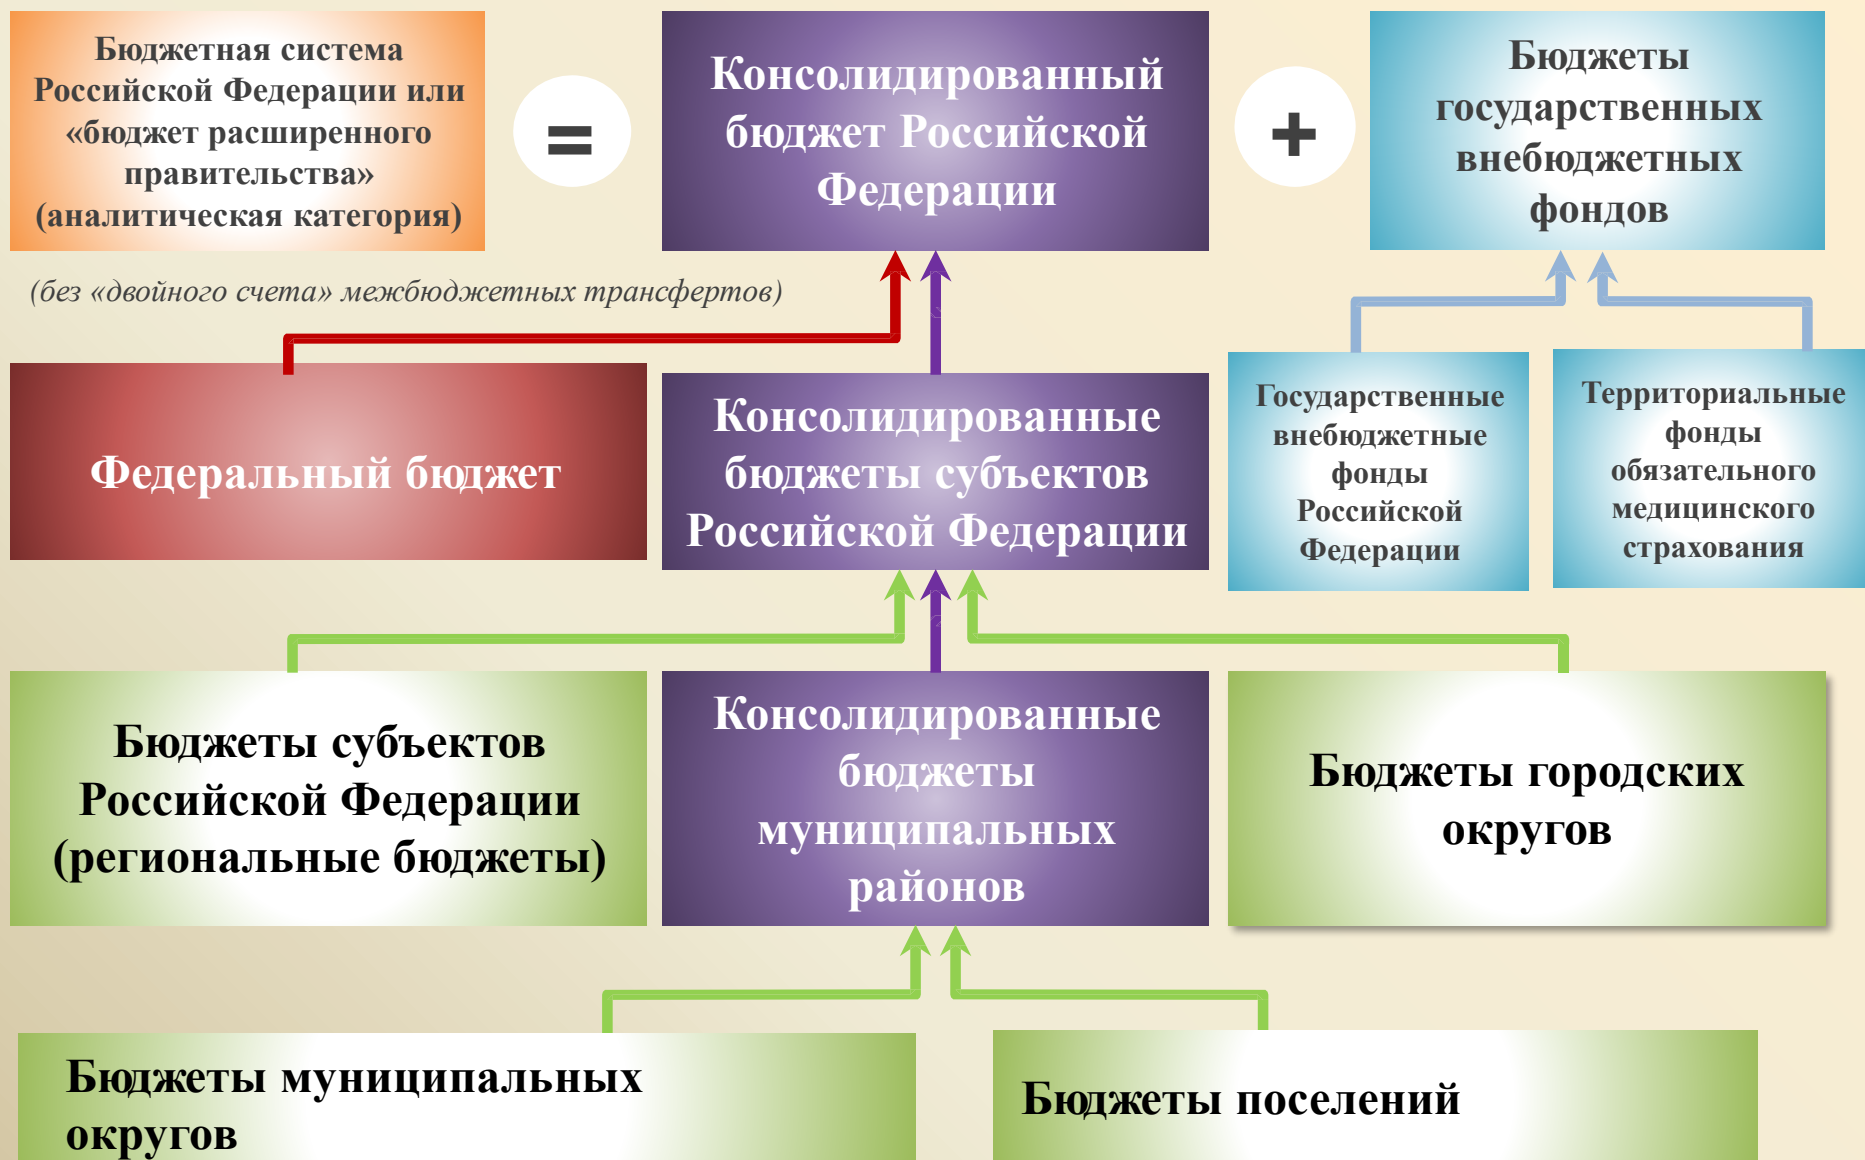 Бюджетная система
Российской Федерации или
«бюджет расширенного
правительства»
(аналитическая категория)
=
Консолидированный
бюджет Российской
Федерации
+
Бюджеты
государственных
внебюджетных
фондов
(без «двойного счета» межбюджетных трансфертов)
Федеральный бюджет
Консолидированные
бюджеты субъектов
Российской Федерации
Государственные
внебюджетные
фонды
Российской
Федерации
Территориальные
фонды
обязательного
медицинского
страхования
Бюджеты субъектов
Российской Федерации
(региональные бюджеты)
Консолидированные
бюджеты
муниципальных
районов
Бюджеты городских
округов
Бюджеты муниципальных
округов
Бюджеты поселений